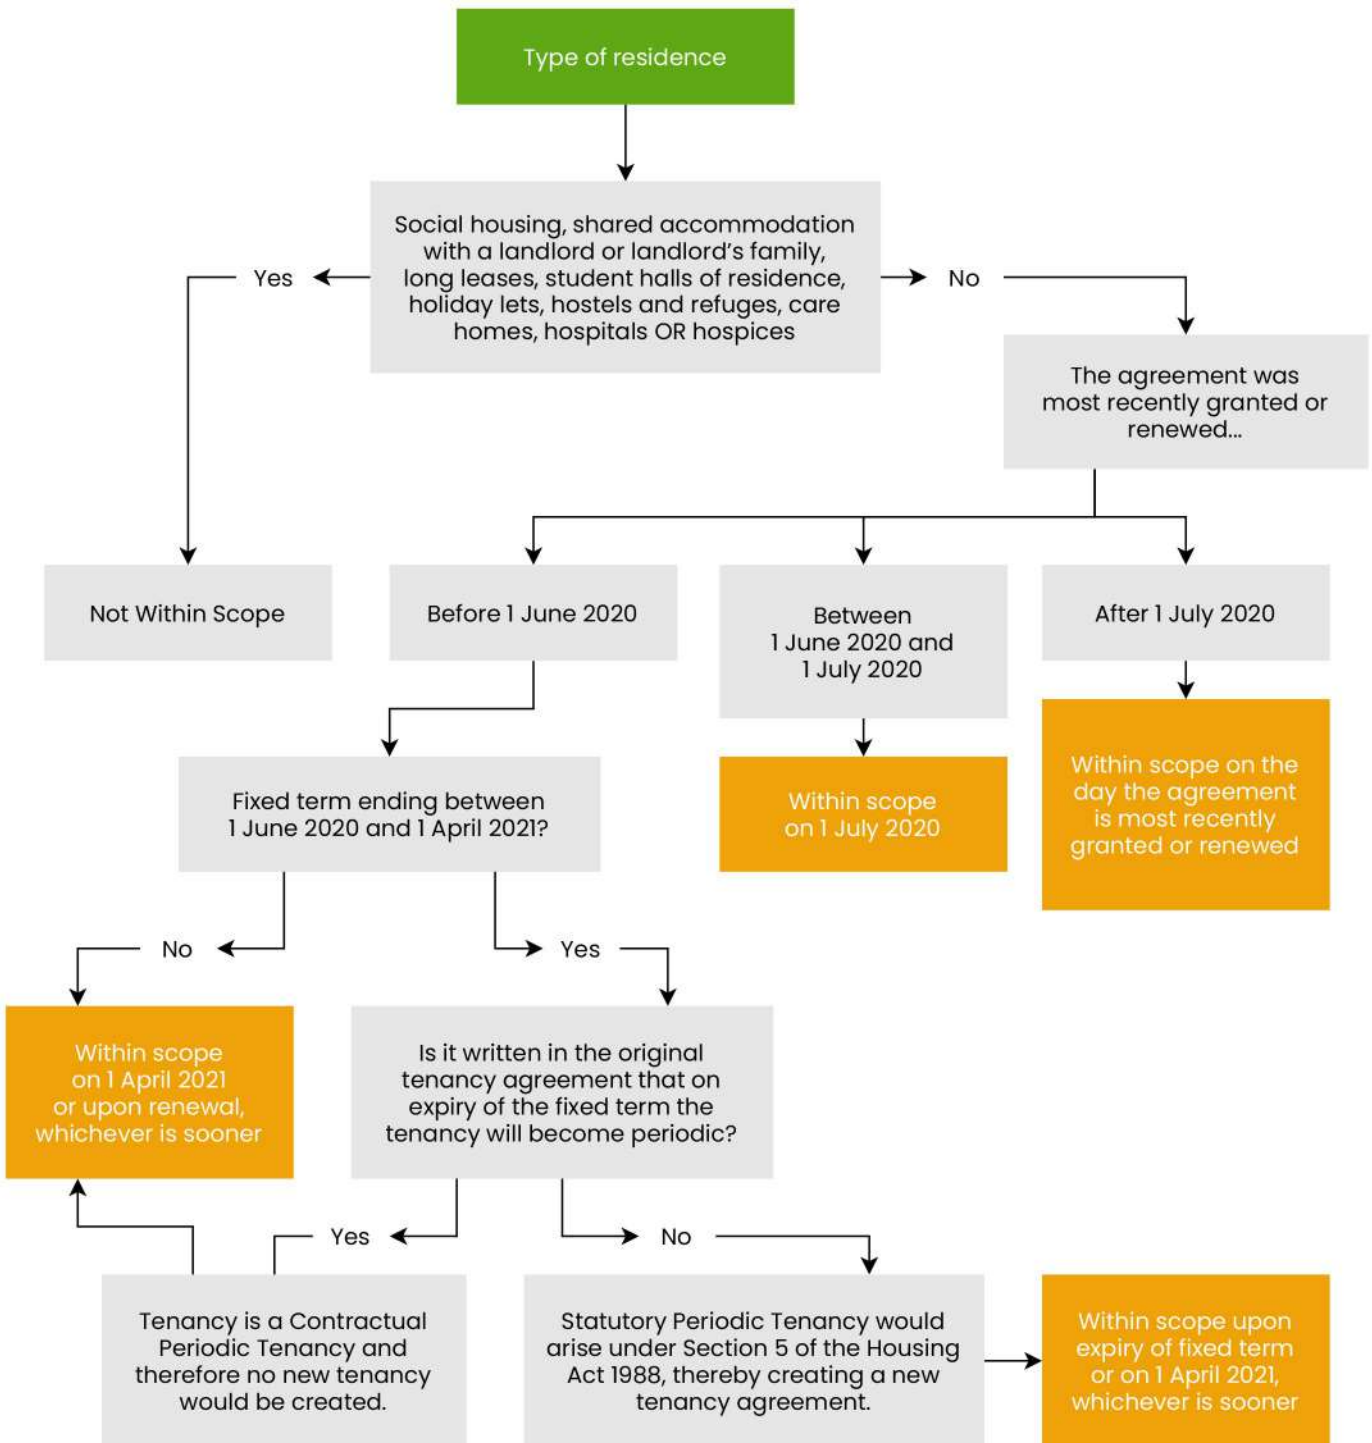 Type of residence
Social housing, shared accommodation
with a landlord or landlord's family,
long leases, student halls of residence,
holiday lets, hostels and refuges, care
homes, hospitals OR hospices
Yes
No
The agreement was
most recently granted or
renewed...
Not Within Scope
Before 1 June 2020
Between
1 June 2020 and
1 July 2020
After 1 July 2020
Fixed term ending between
1 June 2020 and 1 April 2021?
Within scope
on 1 July 2020
Within scope on the
day the agreement
is most recently
granted or renewed
No
Yes
Within scope
on 1 April 2021
or upon renewal,
whichever is sooner
Is it written in the original
tenancy agreement that on
expiry of the fixed term the
tenancy will become periodic?
Yes
No
Tenancy is a Contractual
Periodic Tenancy and
therefore no new tenancy
would be created.
Statutory Periodic Tenancy would
arise under Section 5 of the Housing
Act 1988, thereby creating a new
tenancy agreement.
Within scope upon
expiry of fixed term
or on 1 April 2021,
whichever is sooner